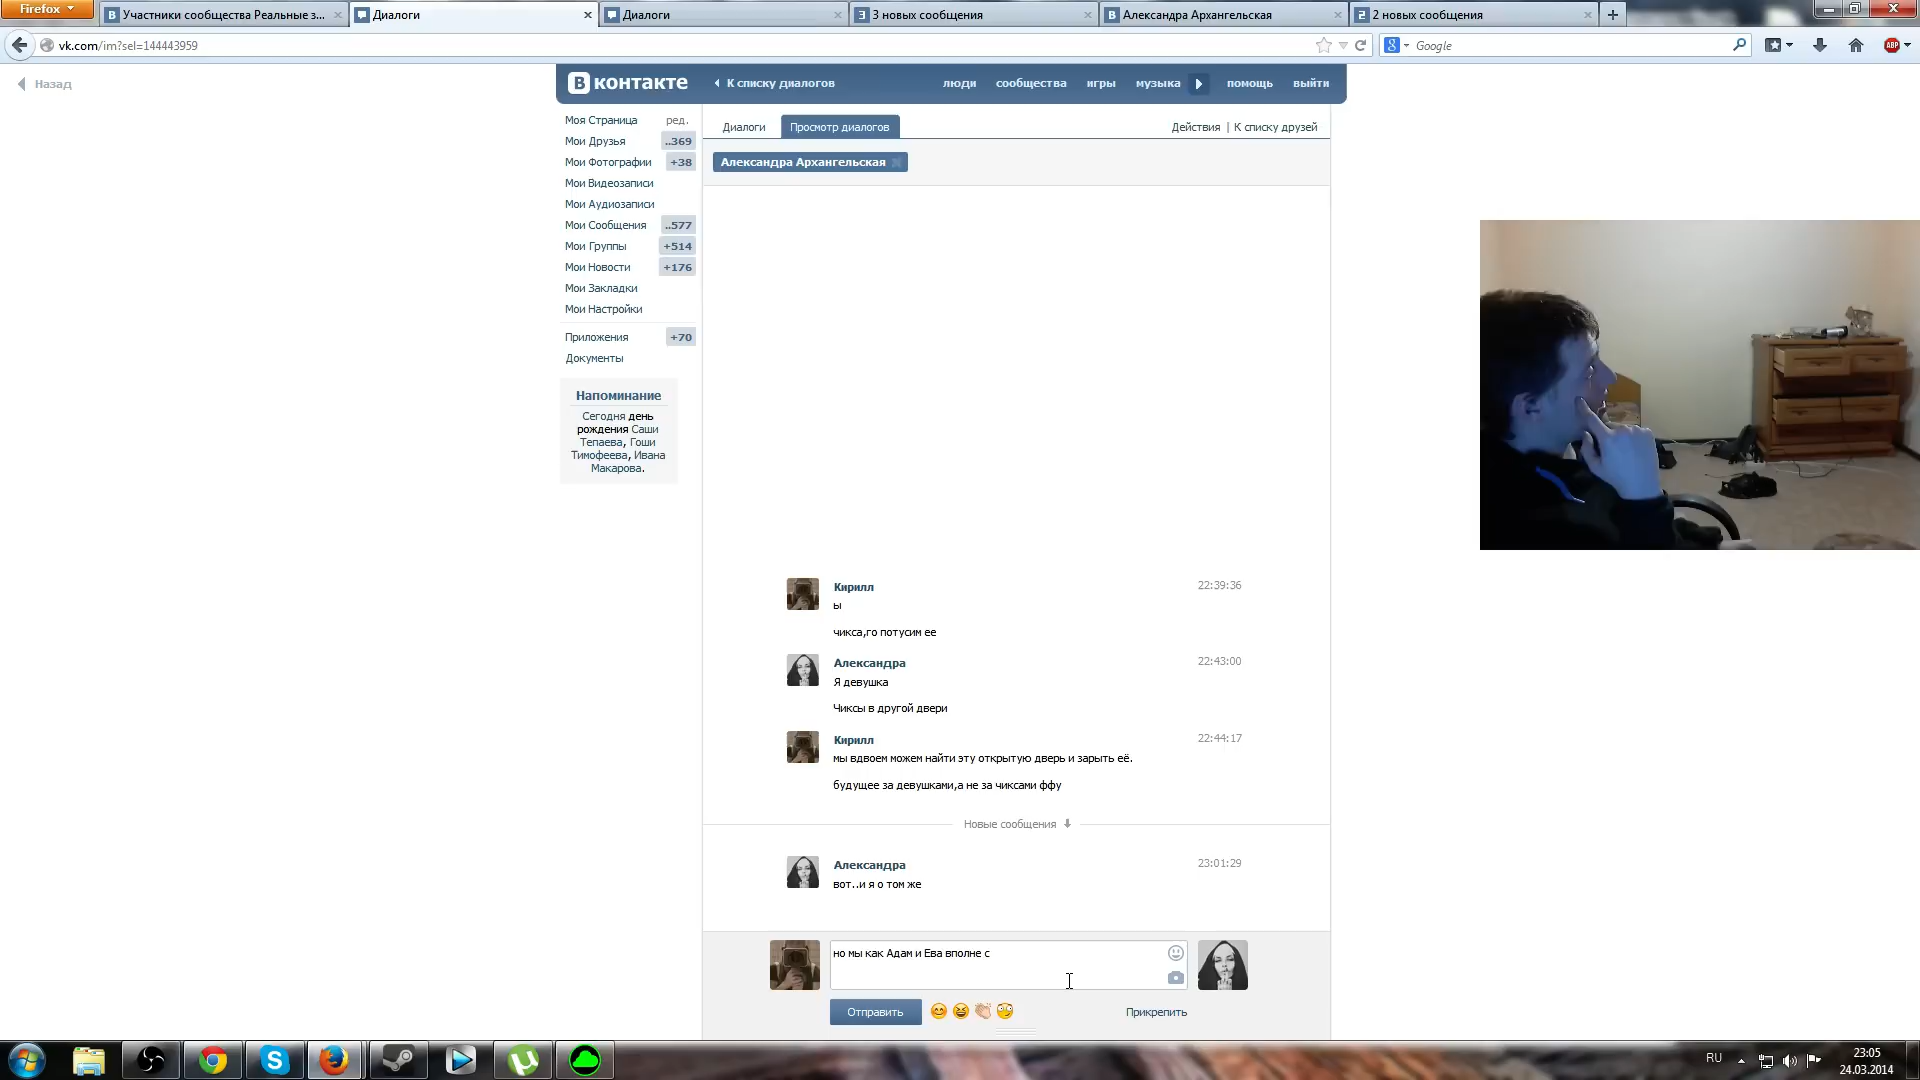 Firefox
Участники сообщества Реальные з...
Диалоги
Диалоги
3 новых сообщения
Александра Архангельская
2 новых сообщения
vk.com/im?sel=144443959
Google
ABP
Назад
В контакте
К списку диалогов
люди
сообщества
игры
музыка
помощь
выйти
Моя Страница
ред.
Мои Друзья
..369
Мои Фотографии
+38
Мои Видеозаписи
Мои Аудиозаписи
Мои Сообщения
..577
Мои Группы
+514
Мои Новости
+176
Мои Закладки
Мои Настройки
Приложения
+70
Документы
Напоминание
Сегодня день
рождения Саши
Тепаева, Гоши
Тимофеева, Ивана
Макарова.
Диалоги
Просмотр диалогов
Действия | К списку друзей
Александра Архангельская
Кирилл
22:39:36
ы
чикса,го потусим ее
Александра
22:43:00
Я девушка
Чиксы в другой двери
Кирилл
22:44:17
мы вдвоем можем найти эту открытую дверь и зарыть её.
будущее за девушками,а не за чиксами ффу
Новые сообщения
Александра
23:01:29
вот..и я о том же
но мы как Адам и Ева вполне с
Отправить
Прикрепить
RU
23:05
24.03.2014